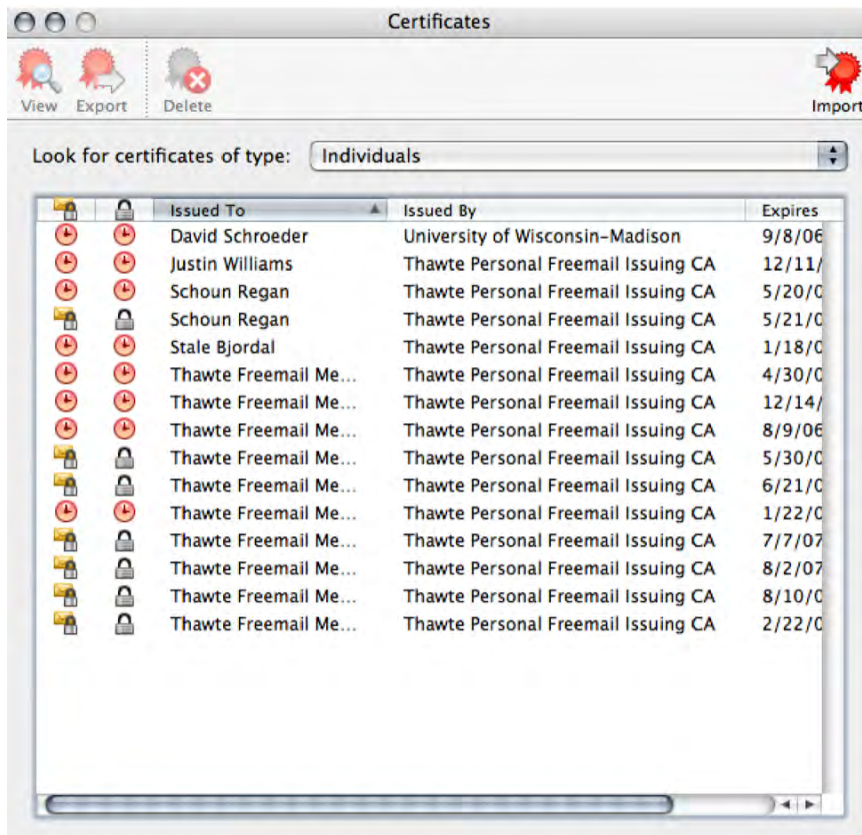 Certificates
View Export Delete Import
Look for certificates of type: Individuals
Issued To Issued By Expires
David Schroeder University of Wisconsin-Madison 9/8/06
Justin Williams Thawte Personal Freemail Issuing CA 12/11/
Schoun Regan Thawte Personal Freemail Issuing CA 5/20/0
Schoun Regan Thawte Personal Freemail Issuing CA 5/21/0
Stale Bjordal Thawte Personal Freemail Issuing CA 1/18/0
Thawte Freemail Me... Thawte Personal Freemail Issuing CA 4/30/0
Thawte Freemail Me... Thawte Personal Freemail Issuing CA 12/14/
Thawte Freemail Me... Thawte Personal Freemail Issuing CA 8/9/06
Thawte Freemail Me... Thawte Personal Freemail Issuing CA 5/30/0
Thawte Freemail Me... Thawte Personal Freemail Issuing CA 6/21/0
Thawte Freemail Me... Thawte Personal Freemail Issuing CA 1/22/0
Thawte Freemail Me... Thawte Personal Freemail Issuing CA 7/7/07
Thawte Freemail Me... Thawte Personal Freemail Issuing CA 8/2/07
Thawte Freemail Me... Thawte Personal Freemail Issuing CA 8/10/0
Thawte Freemail Me... Thawte Personal Freemail Issuing CA 2/22/0